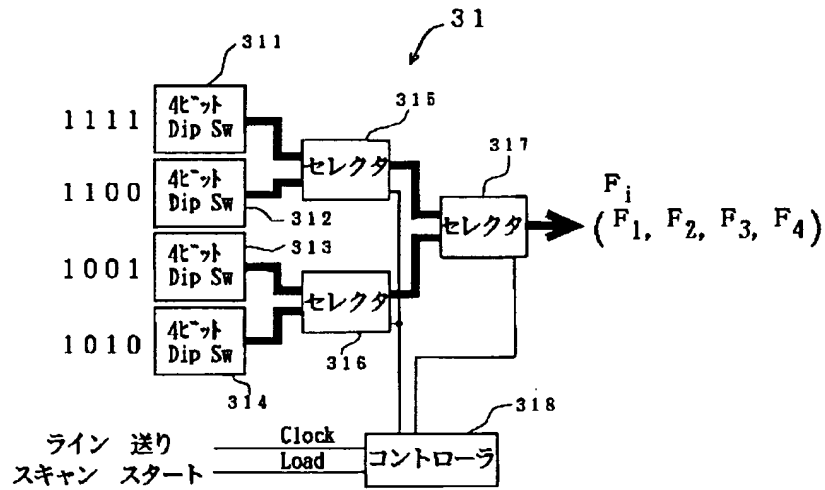 31
311
1111
4ビット
Dip Sw
315
1100
4ビット
Dip Sw
312
セレクタ
317
Fi
(F1, F2, F3, F4)
セレクタ
313
1001
4ビット
Dip Sw
セレクタ
316
1010
4ビット
Dip Sw
314
318
ライン 送り
Clock
スキャン スタート
Load
コントローラ